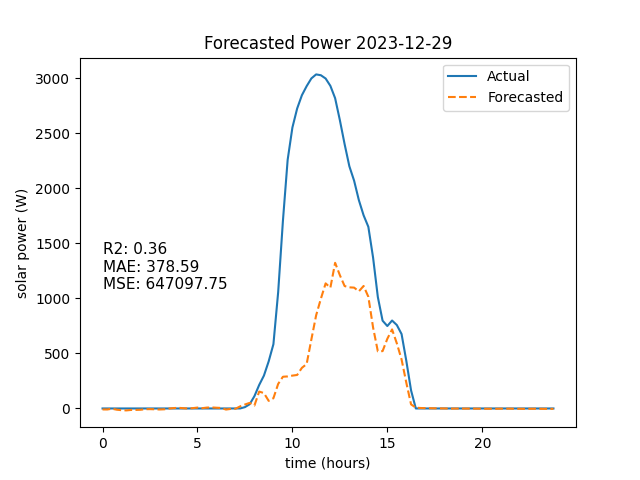 Forecasted Power 2023-12-29
Actual
Forecasted
3000
2500
2000
1500
1000
500
0
solar power (W)
R2: 0.36
MAE: 378.59
MSE: 647097.75
0 5 10 15 20
time (hours)